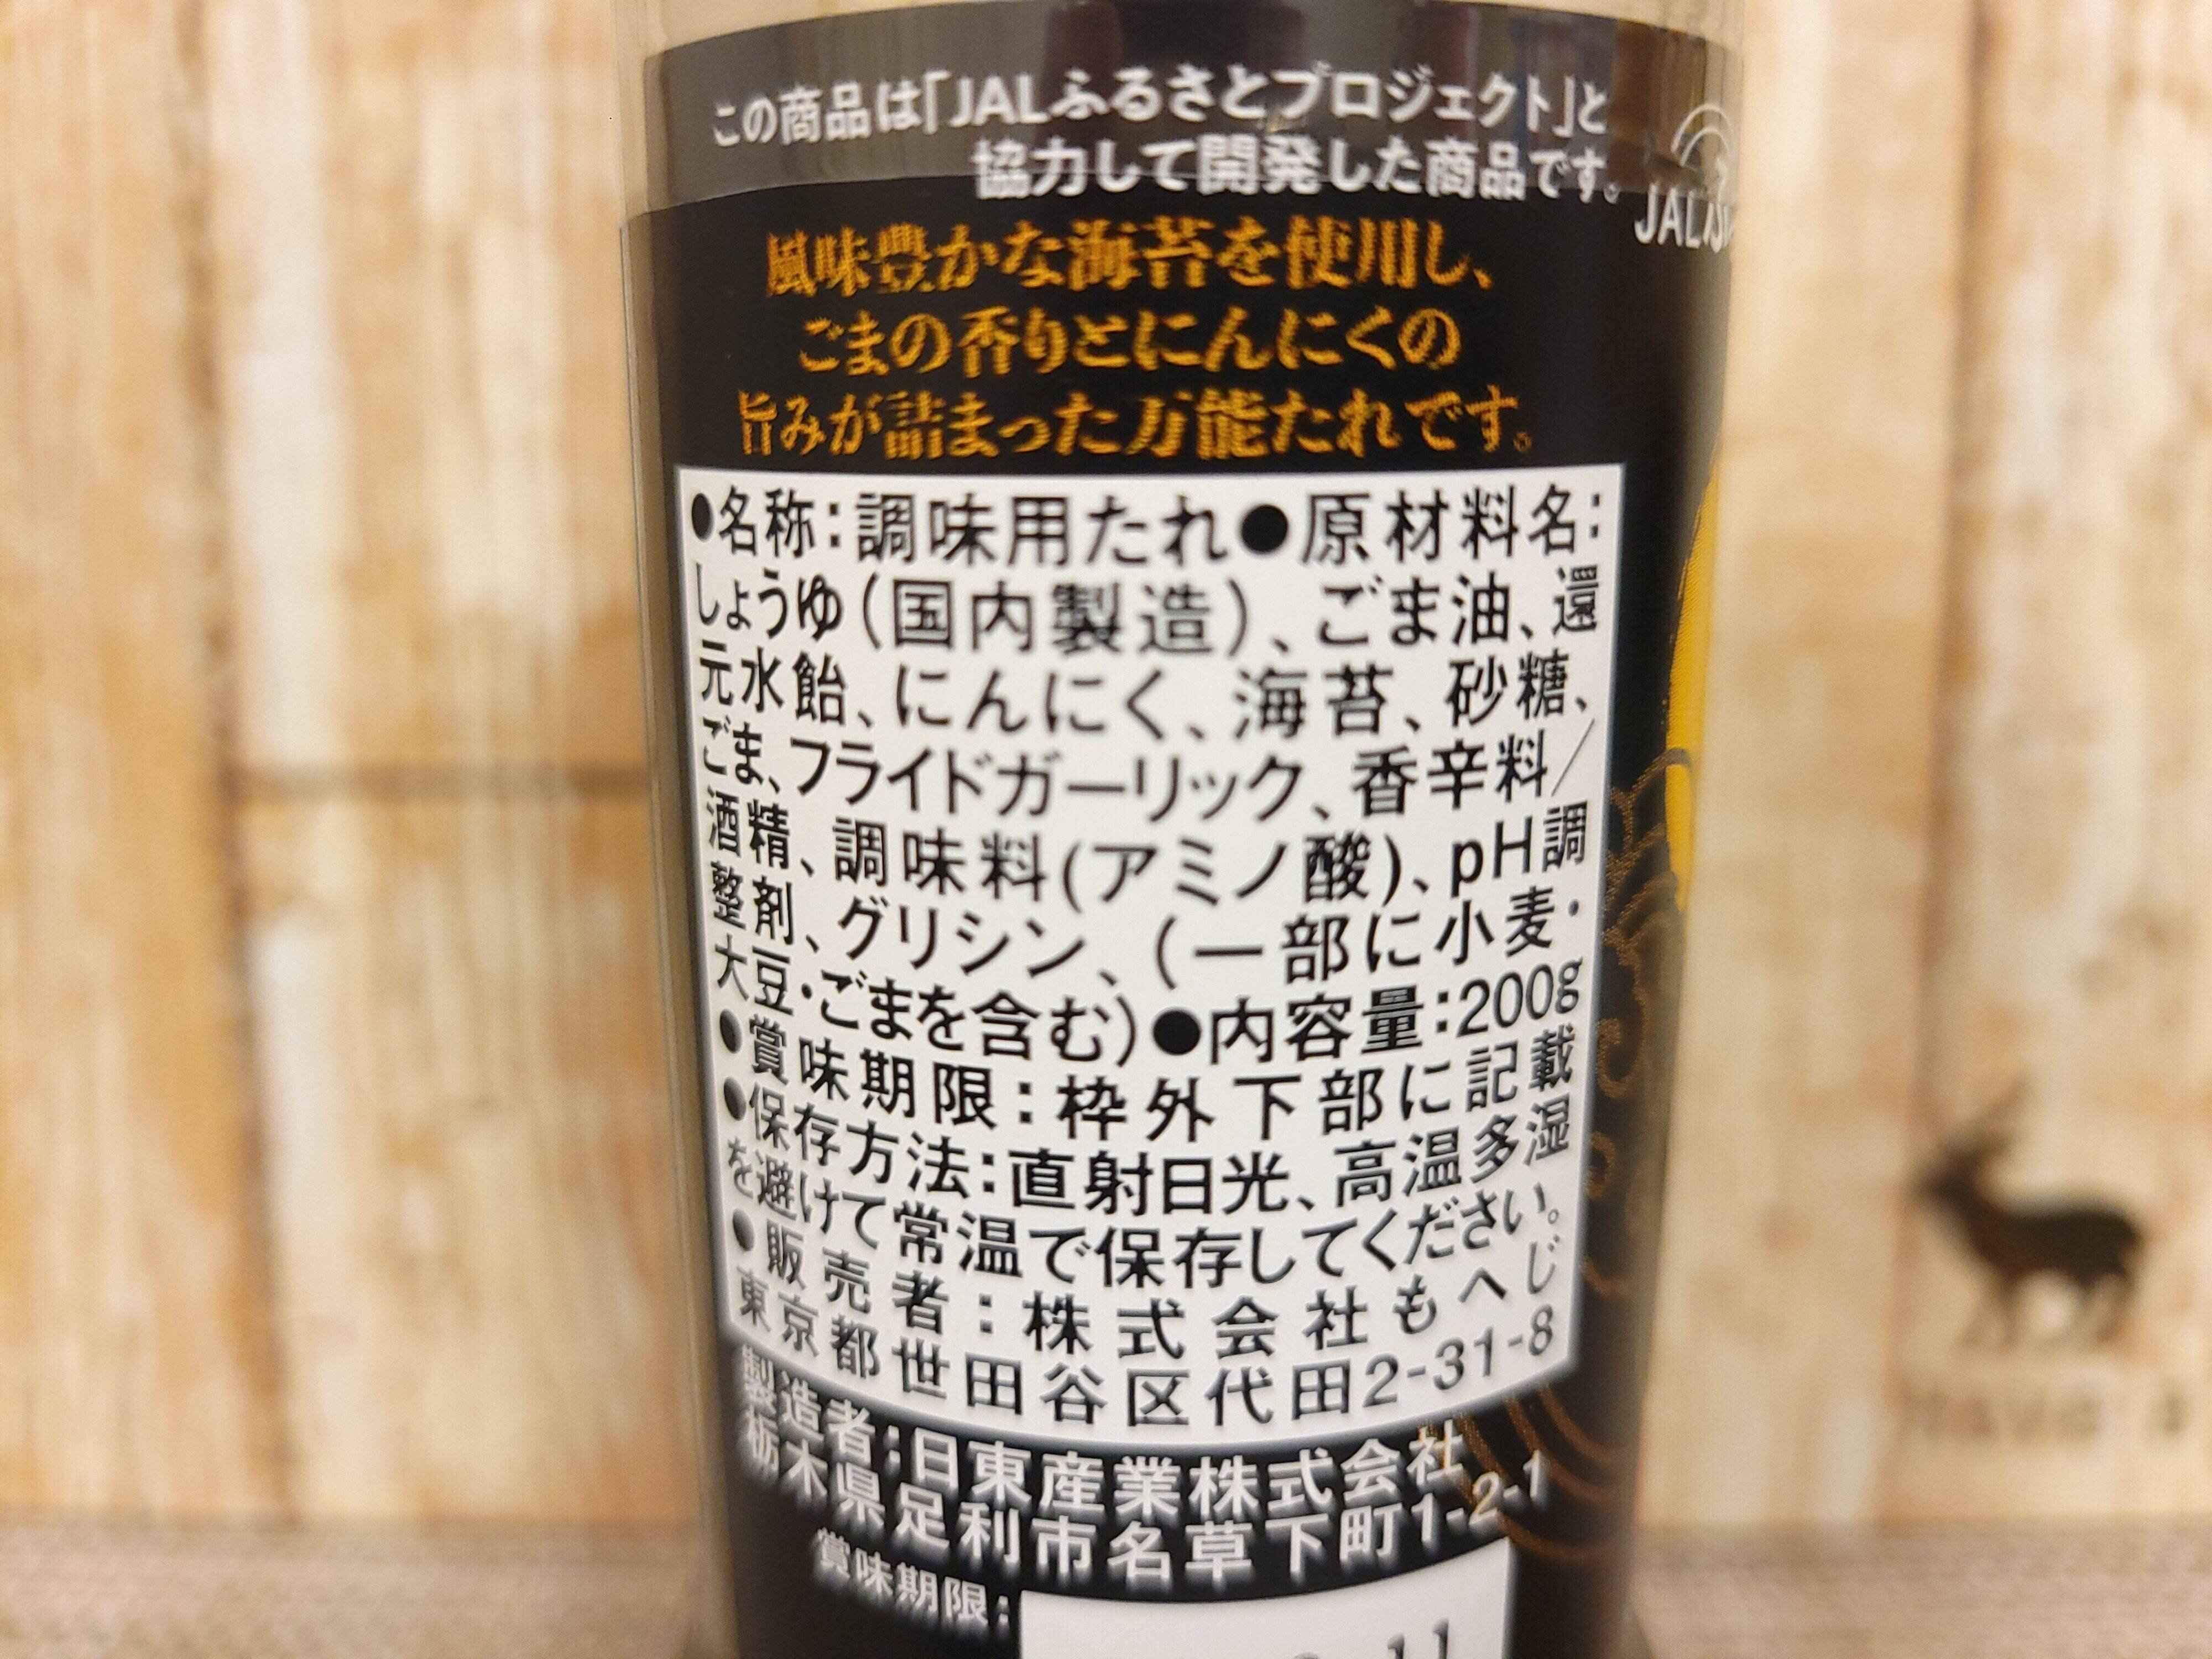 この商品は「JALふるさとプロジェクト」と
協力して開発した商品です。
JALふ
風味豊かな海苔を使用し、
ごまの香りとにんにくの
旨みが詰まった万能たれです。
●名称:調味用たれ●原材料名:
しょうゆ(国内製造)、ごま油、還
元水飴、にんにく、海苔、砂糖、
ごま、フライドガーリック、香辛料/
酒精、調味料(アミノ酸)、pH調
整剤、グリシン、(一部に小麦・
大豆・ごまを含む)●内容量:200g
●賞味期限:枠外下部に記載
●保存方法:直射日光、高温多湿
を避けて常温で保存してください。
●販売者:株式会社もへじ
東京都世田谷区代田2-31-8
製造者:日東産業株式会社
栃木県足利市名草下町1-2-1
賞味期限: